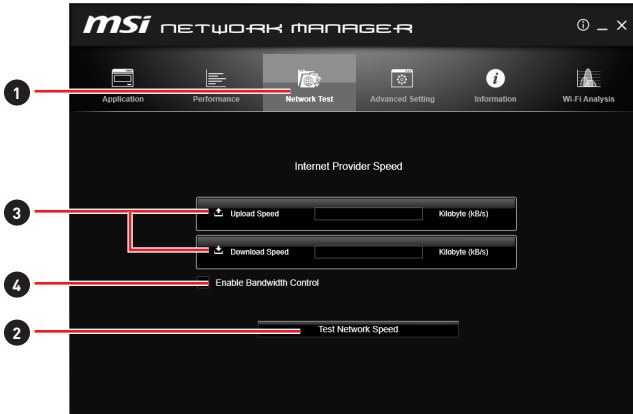 msi NETWORK MANAGER
Application Performance Network Test Advanced Setting Information Wi-Fi Analysis
1
Internet Provider Speed
3
Upload Speed Kilobyte (kB/s)
Download Speed Kilobyte (kB/s)
4
Enable Bandwidth Control
2
Test Network Speed